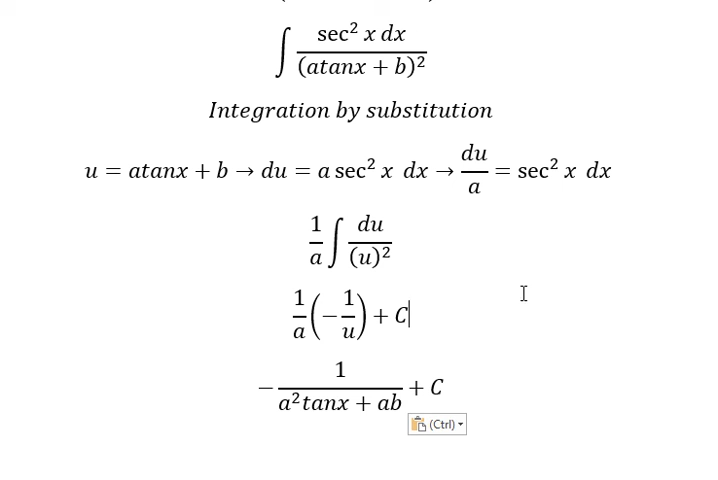 ∫ sec² x dx / (atanx + b)²
Integration by substitution
u = atanx + b → du = a sec² x dx → du/a = sec² x dx
1/a ∫ du/(u)²
1/a (−1/u) + C
− 1/(a²tanx + ab) + C
(Ctrl)